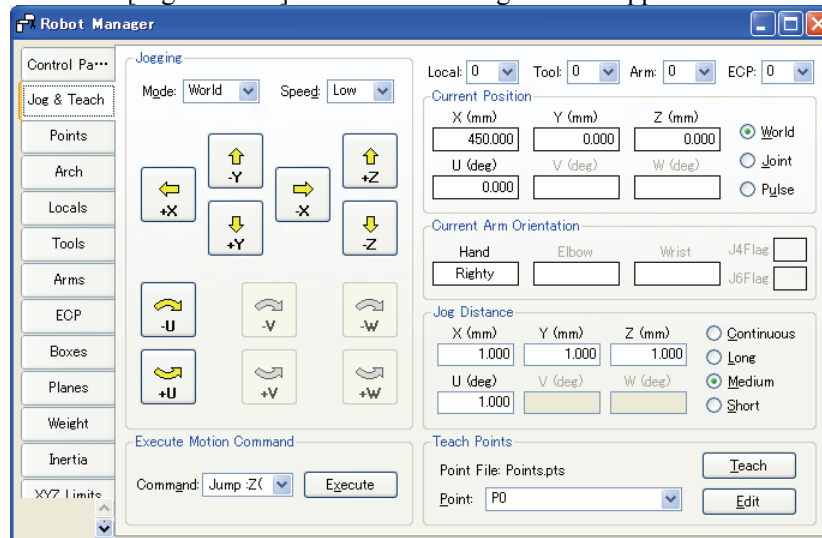 Robot Manager
Control Pa...
Jog & Teach
Points
Arch
Locals
Tools
Arms
ECP
Boxes
Planes
Weight
Inertia
XYZ Limits
Jogging
Mode: World Speed: Low
-Y +Z
+X -X
+Y -Z
-U -V -W
+U +V +W
Execute Motion Command
Command: Jump :Z( Execute
Local: 0 Tool: 0 Arm: 0 ECP: 0
Current Position
X (mm) Y (mm) Z (mm)
450.000 0.000 0.000 World
U (deg) V (deg) W (deg) Joint
0.000 Pulse
Current Arm Orientation
Hand Elbow Wrist J4Flag
Righty J6Flag
Jog Distance
X (mm) Y (mm) Z (mm) Continuous
1.000 1.000 1.000 Long
U (deg) V (deg) W (deg) Medium
1.000 Short
Teach Points
Point File: Points.pts Teach
Point: P0 Edit